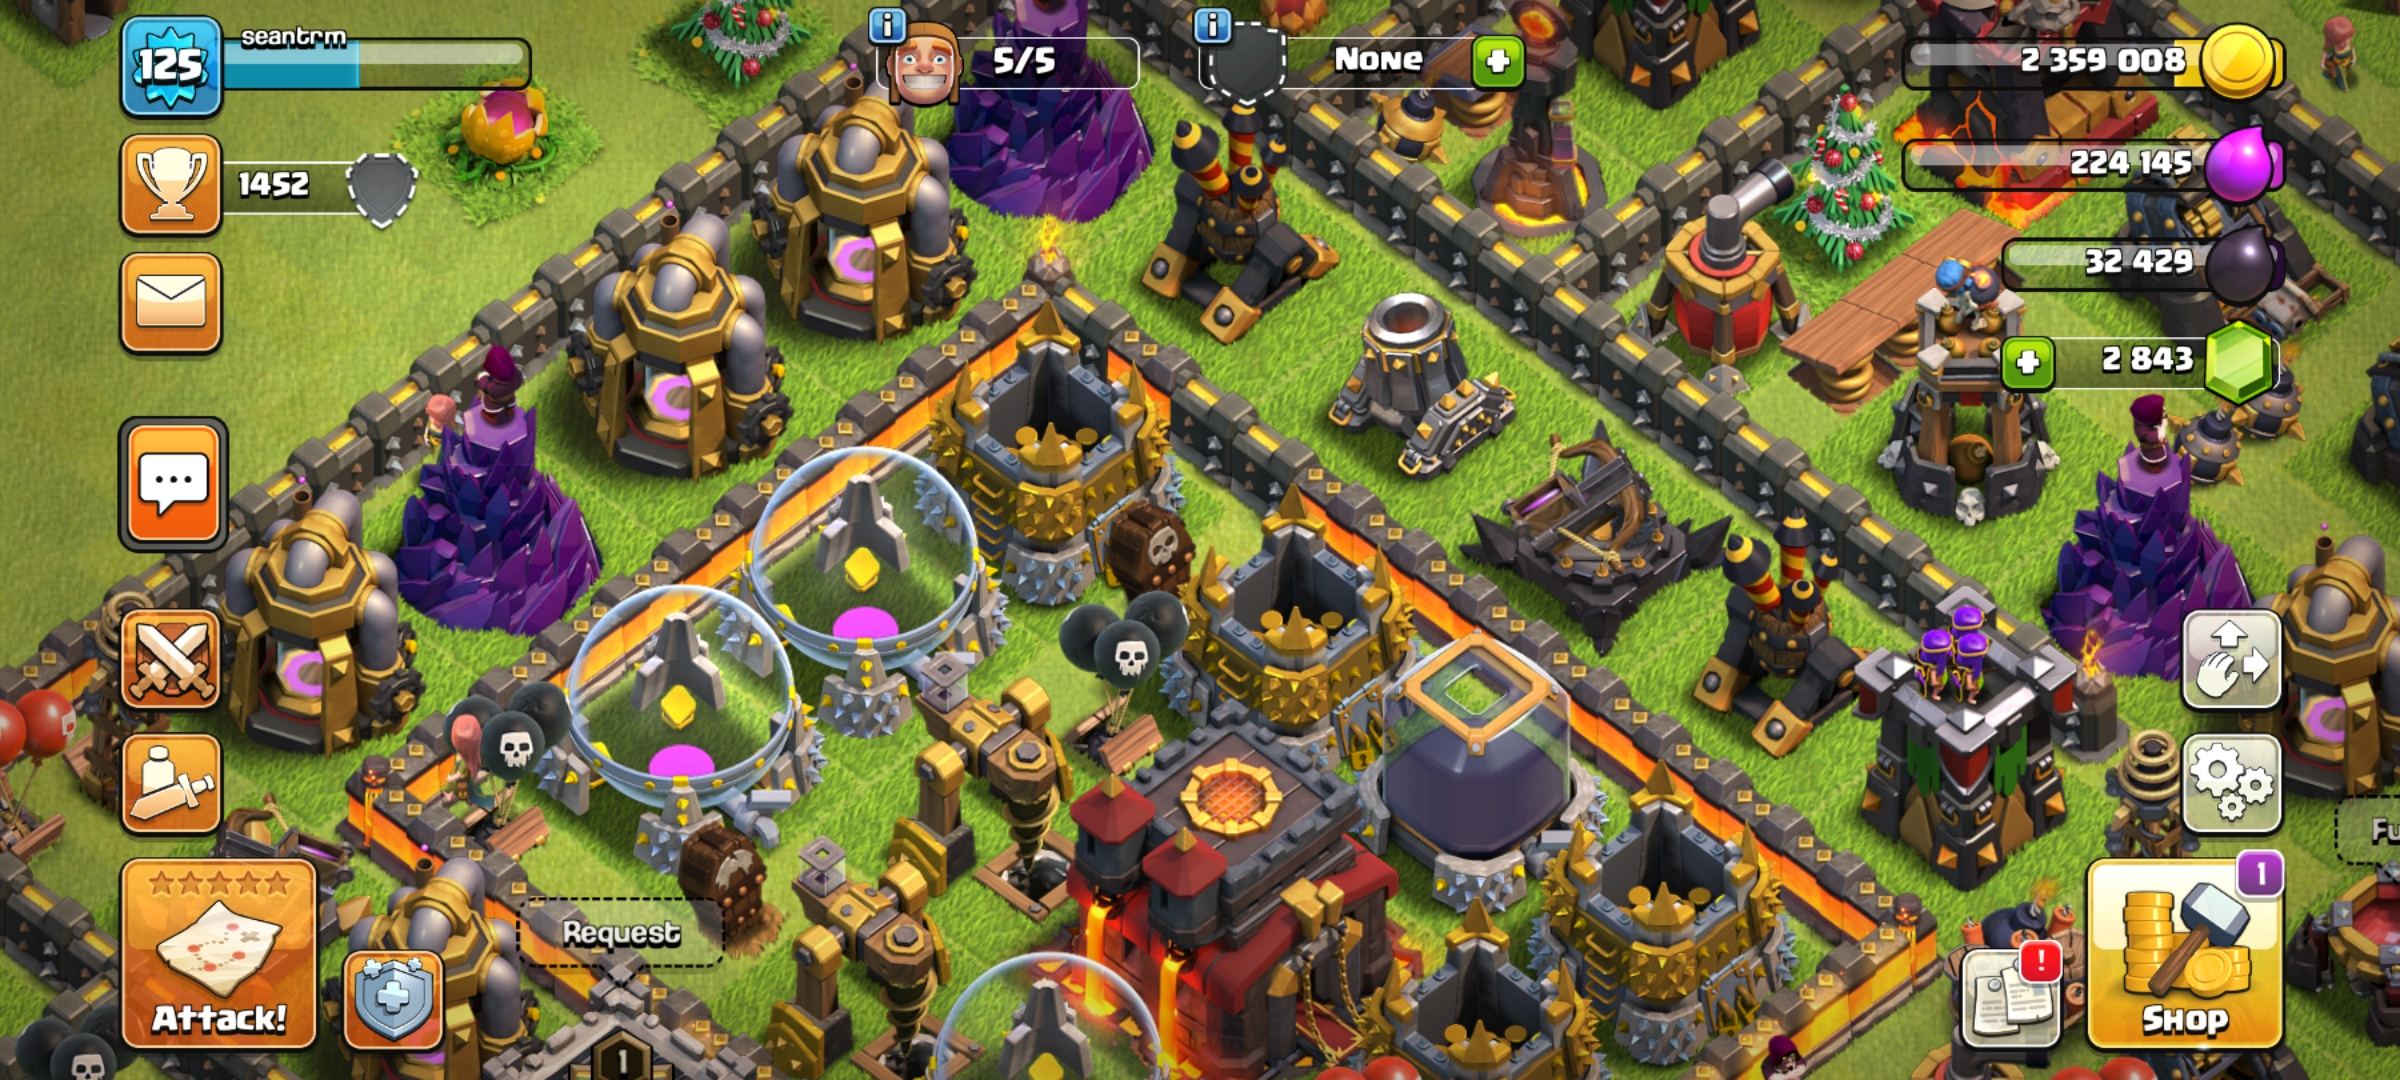 125
seantrm
5/5
None
2 359 008
1452
224 145
32 429
2 843
Request
Attack!
1
1
!
Shop